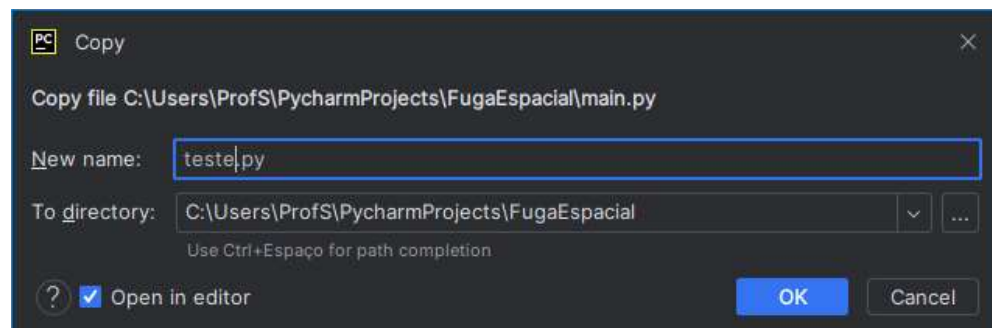 PC Copy
Copy file C:\Users\ProfS\PycharmProjects\FugaEspacial\main.py
New name: teste.py
To directory: C:\Users\ProfS\PycharmProjects\FugaEspacial ...
Use Ctrl+Espaço for path completion
? Open in editor OK Cancel